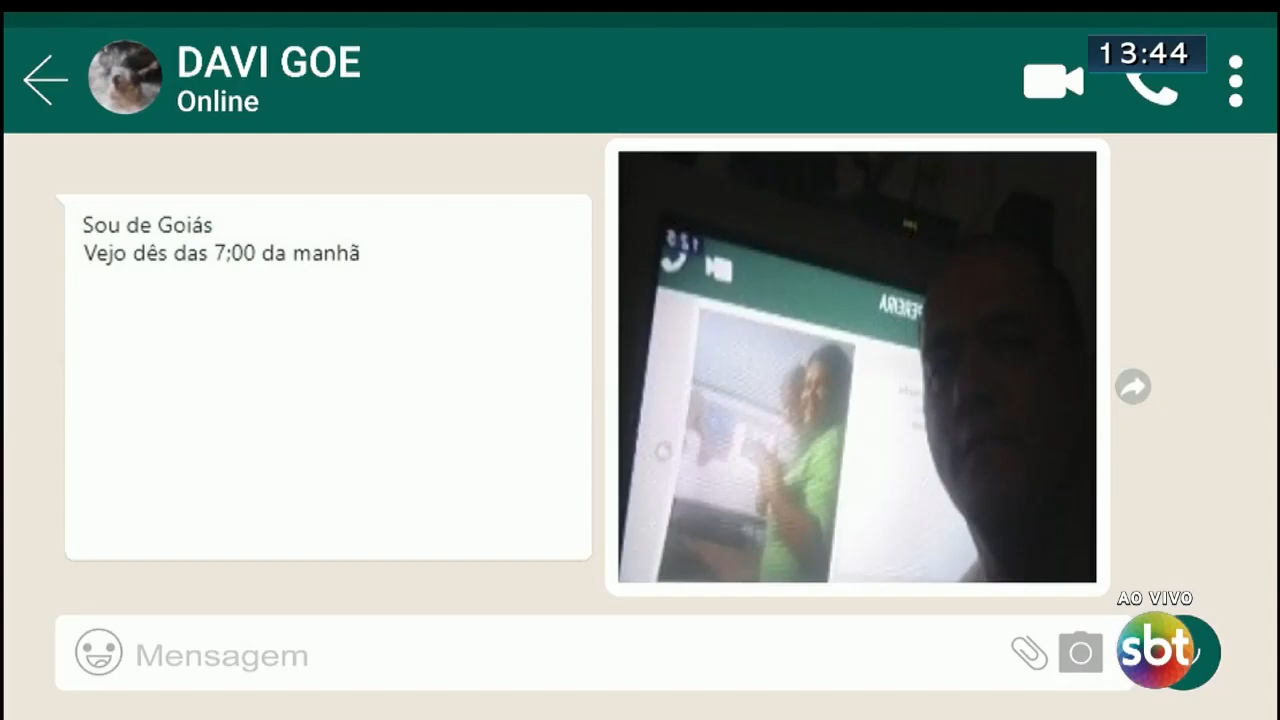 DAVI GOE
Online
13:44
Sou de Goiás
Vejo dês das 7;00 da manhã
Mensagem
AO VIVO
sbt